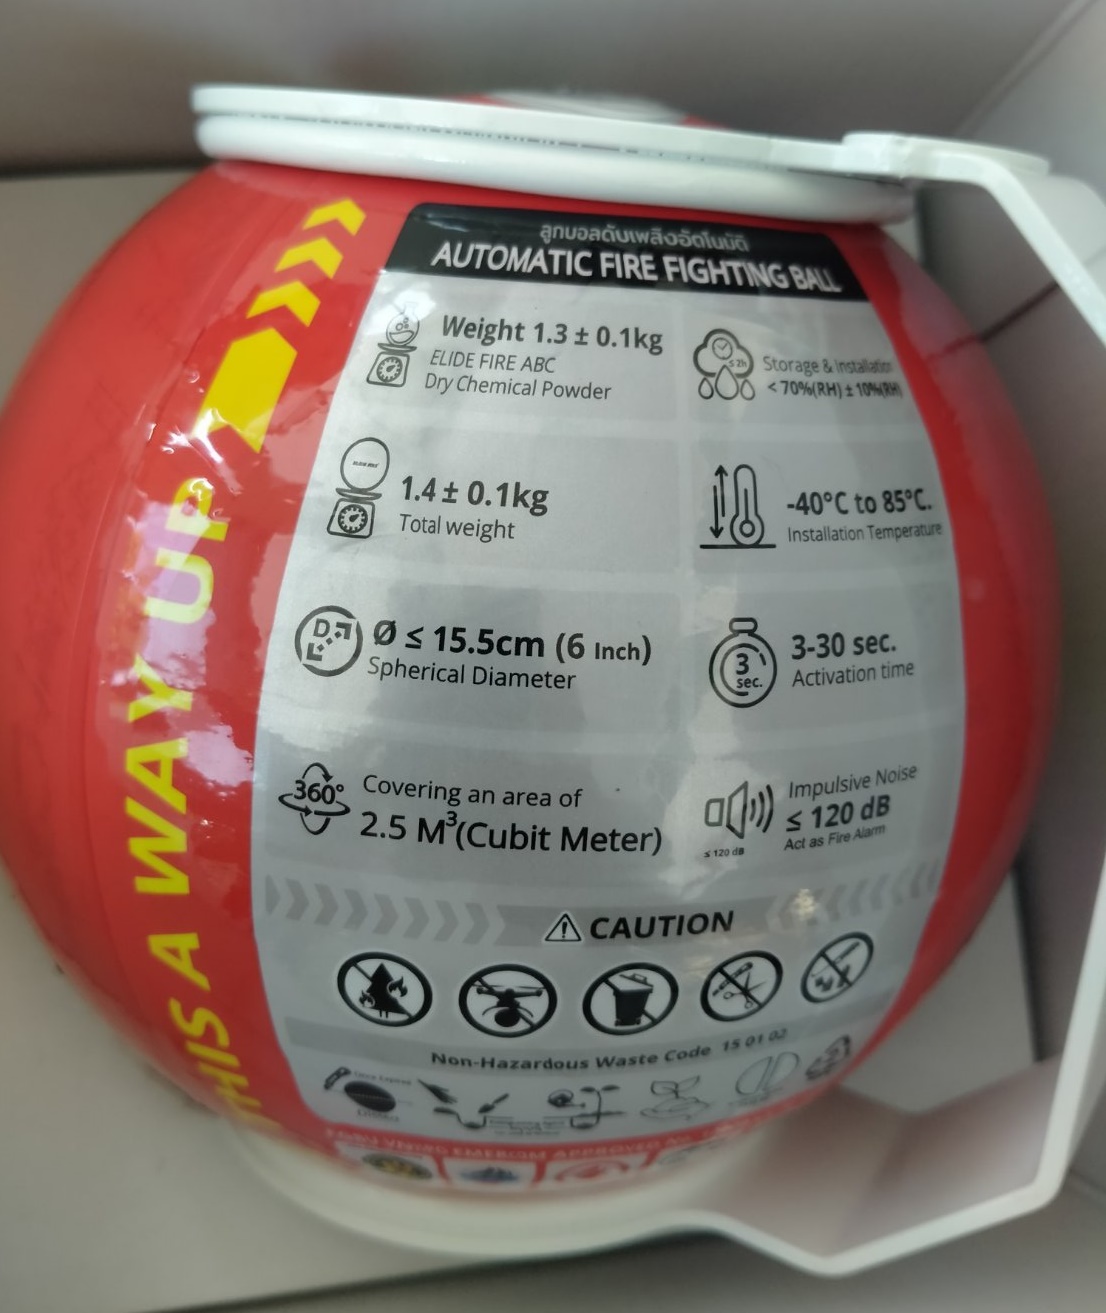 ลูกบอลดับเพลิงอัตโนมัติ
AUTOMATIC FIRE FIGHTING BALL
Weight 1.3 ± 0.1kg
ELIDE FIRE ABC
Dry Chemical Powder
≤ 2h
Storage & Installation
< 70%(RH) ± 10%(RH)
1.4 ± 0.1kg
Total weight
-40°C to 85°C.
Installation Temperature
D
Ø ≤ 15.5cm (6 Inch)
Spherical Diameter
3
sec.
3-30 sec.
Activation time
360°
Covering an area of
2.5 M³(Cubit Meter)
Impulsive Noise
≤ 120 dB
Act as Fire Alarm
≤ 120 dB
CAUTION
Non-Hazardous Waste Code 15 01 02
THIS A WAY UP